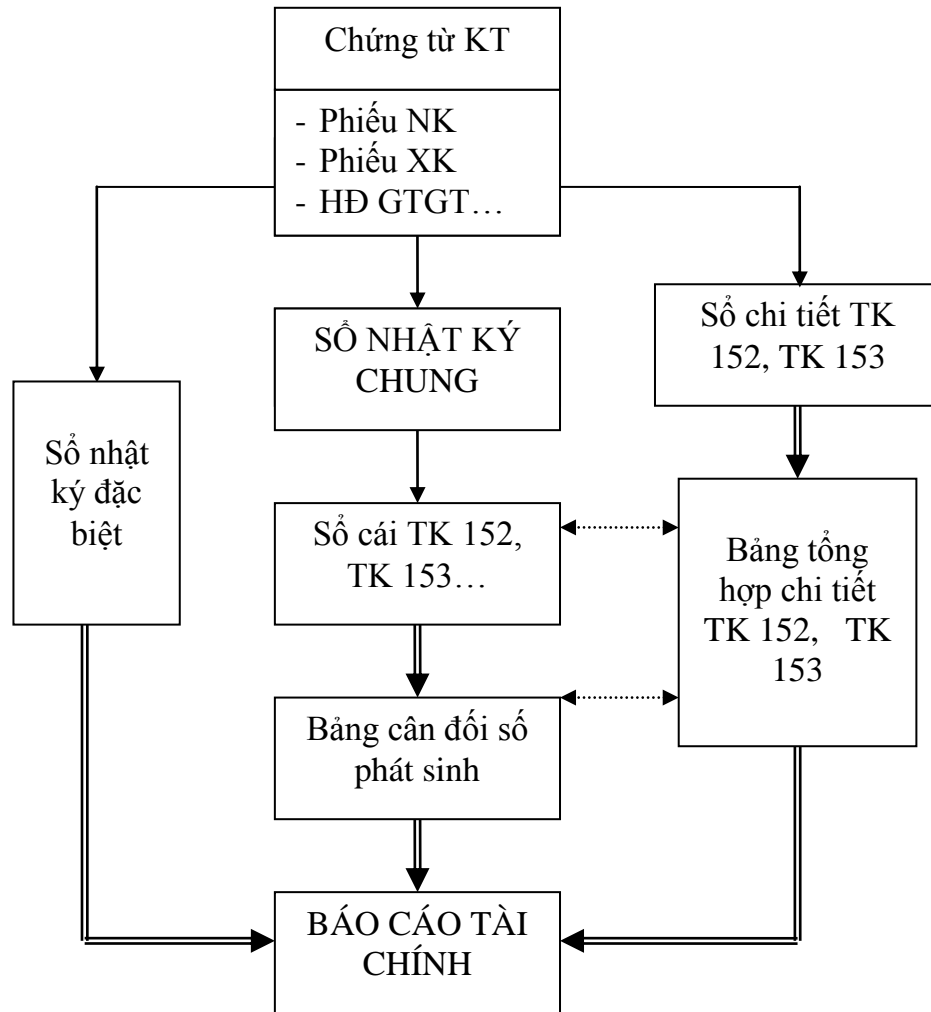 Chứng từ KT
- Phiếu NK
- Phiếu XK
- HĐ GTGT…
SỔ NHẬT KÝ
CHUNG
Sổ chi tiết TK
152, TK 153
Sổ nhật
ký đặc
biệt
Sổ cái TK 152,
TK 153…
Bảng tổng
hợp chi tiết
TK 152, TK
153
Bảng cân đối số
phát sinh
BÁO CÁO TÀI
CHÍNH